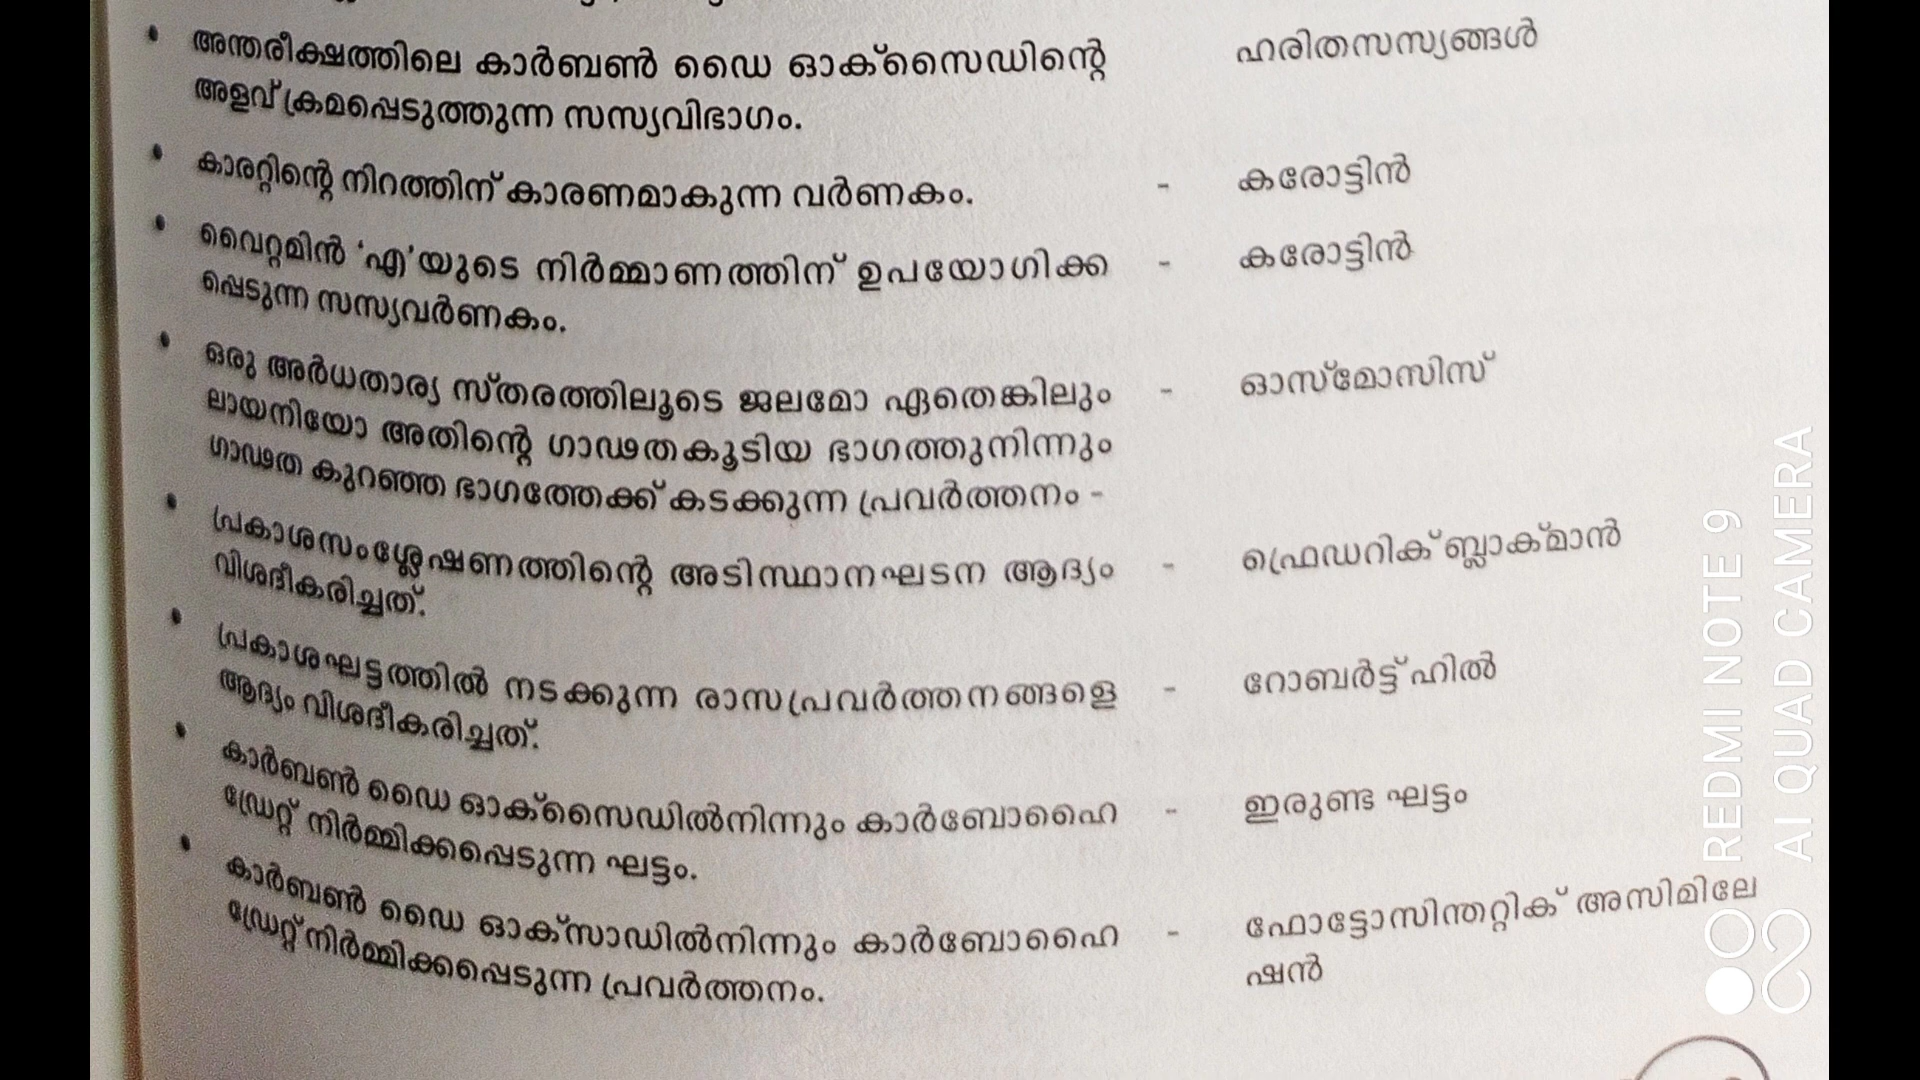 അന്തരീക്ഷത്തിലെ കാർബൺ ഡൈ ഓക്സൈഡിന്റെ ഹരിതസസ്യങ്ങൾ
അളവ് ക്രമപ്പെടുത്തുന്ന സസ്യവിഭാഗം.
കാരറ്റിന്റെ നിറത്തിന് കാരണമാകുന്ന വർണകം. - കരോട്ടിൻ
വൈറ്റമിൻ 'എ'യുടെ നിർമ്മാണത്തിന് ഉപയോഗിക്ക - കരോട്ടിൻ
പ്പെടുന്ന സസ്യവർണകം.
ഒരു അർധതാര്യ സ്തരത്തിലൂടെ ജലമോ ഏതെങ്കിലും - ഓസ്മോസിസ്
ലായനിയോ അതിന്റെ ഗാഢതകൂടിയ ഭാഗത്തുനിന്നും
ഗാഢത കുറഞ്ഞ ഭാഗത്തേക്ക് കടക്കുന്ന പ്രവർത്തനം -
പ്രകാശസംശ്ലേഷണത്തിന്റെ അടിസ്ഥാനഘടന ആദ്യം - ഫ്രെഡറിക് ബ്ലാക്മാൻ
വിശദീകരിച്ചത്.
പ്രകാശഘട്ടത്തിൽ നടക്കുന്ന രാസപ്രവർത്തനങ്ങളെ - റോബർട്ട് ഹിൽ
ആദ്യം വിശദീകരിച്ചത്.
കാർബൺ ഡൈ ഓക്സൈഡിൽനിന്നും കാർബോഹൈ - ഇരുണ്ട ഘട്ടം
ഡ്രേറ്റ് നിർമ്മിക്കപ്പെടുന്ന ഘട്ടം.
കാർബൺ ഡൈ ഓക്സാഡിൽനിന്നും കാർബോഹൈ - ഫോട്ടോസിന്തറ്റിക് അസിമിലേ
ഡ്രേറ്റ് നിർമ്മിക്കപ്പെടുന്ന പ്രവർത്തനം. ഷൻ
REDMI NOTE 9
AI QUAD CAMERA